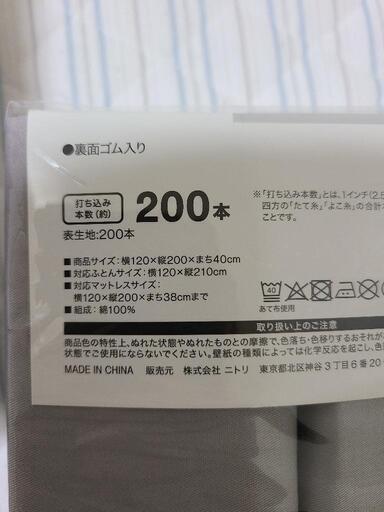 ●裏面ゴム入り
打ち込み
本数(約)
200本
表生地:200本
※「打ち込み本数」とは、1インチ(2.5
四方の「たて糸」「よこ糸」の合計本
ことです。
■商品サイズ:横120×縦200×まち40cm
■対応ふとんサイズ:横120×縦210cm
■対応マットレスサイズ:
横120×縦200×まち38cmまで
■組成:綿100%
40
あて布使用
取り扱い上のご注意
商品色の特性上、ぬれた状態やぬれたものとの摩擦で、色落ち・色移りするおそれが
状態でご使用にならないでください。壁紙の種類によっては化学反応を起こし、色
MADE IN CHINA 販売元 株式会社 ニトリ 東京都北区神谷3丁目6番20